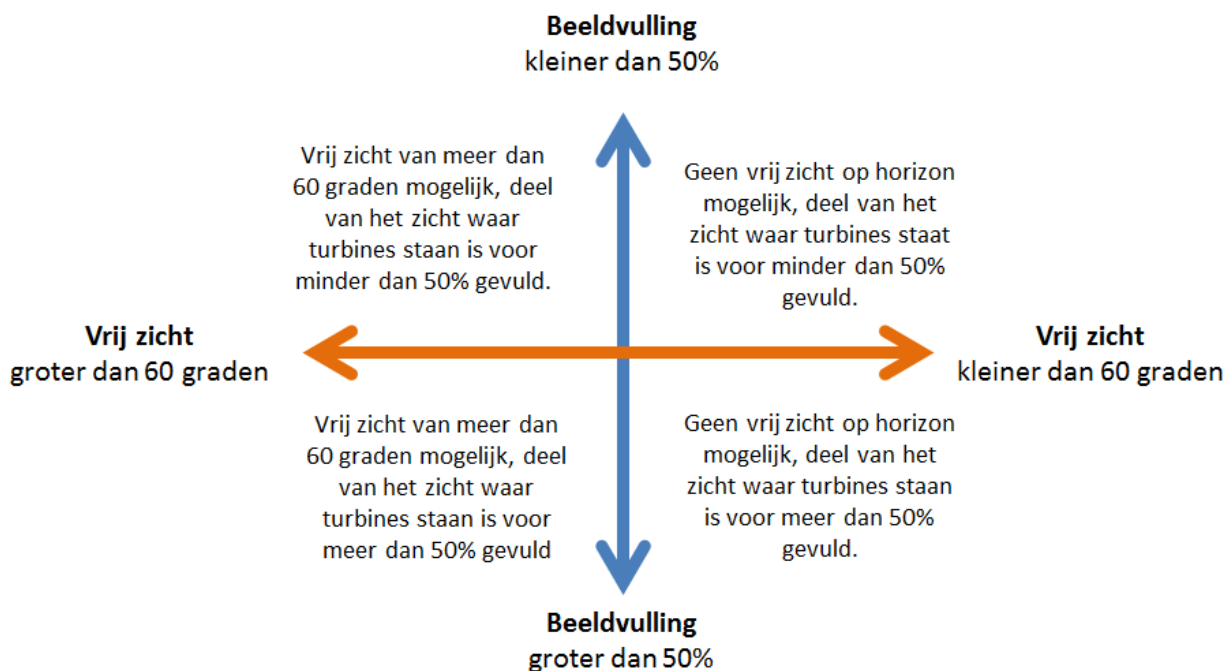 Beeldvulling
kleiner dan 50%
Vrij zicht van meer dan
60 graden mogelijk, deel
van het zicht waar
turbines staan is voor
minder dan 50% gevuld.
Geen vrij zicht op horizon
mogelijk, deel van het
zicht waar turbines staat
is voor minder dan 50%
gevuld.
Vrij zicht
groter dan 60 graden
Vrij zicht
kleiner dan 60 graden
Vrij zicht van meer dan
60 graden mogelijk, deel
van het zicht waar
turbines staan is voor
meer dan 50% gevuld
Geen vrij zicht op horizon
mogelijk, deel van het
zicht waar turbines staan
is voor meer dan 50%
gevuld.
Beeldvulling
groter dan 50%